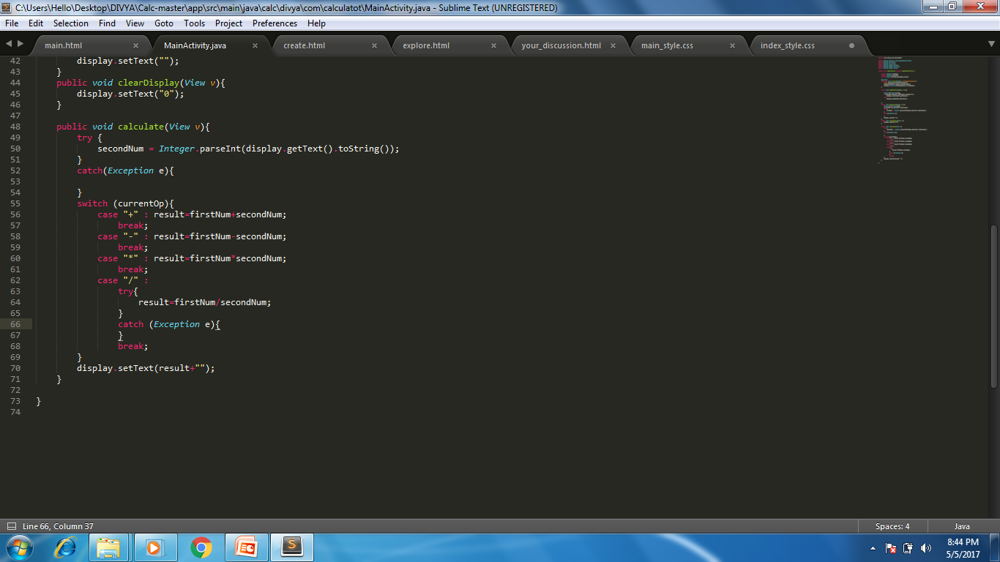 C:\Users\Hello\Desktop\DIVYA\Calc-master\app\src\main\java\calc\divya\com\calculatot\MainActivity.java - Sublime Text (UNREGISTERED)
File Edit Selection Find View Goto Tools Project Preferences Help
main.html × MainActivity.java × create.html × explore.html × your_discussion.html × main_style.css × index_style.css
42 display.setText("");
43 }
44 public void clearDisplay(View v){
45 display.setText("0");
46 }
47
48 public void calculate(View v){
49 try {
50 secondNum = Integer.parseInt(display.getText().toString());
51 }
52 catch(Exception e){
53
54 }
55 switch (currentOp){
56 case "+" : result=firstNum+secondNum;
57 break;
58 case "-" : result=firstNum-secondNum;
59 break;
60 case "*" : result=firstNum*secondNum;
61 break;
62 case "/" :
63 try{
64 result=firstNum/secondNum;
65 }
66 catch (Exception e){
67 }
68 break;
69 }
70 display.setText(result+"");
71 }
72
73 }
74
Line 66, Column 37 Spaces: 4 Java
8:44 PM
5/5/2017